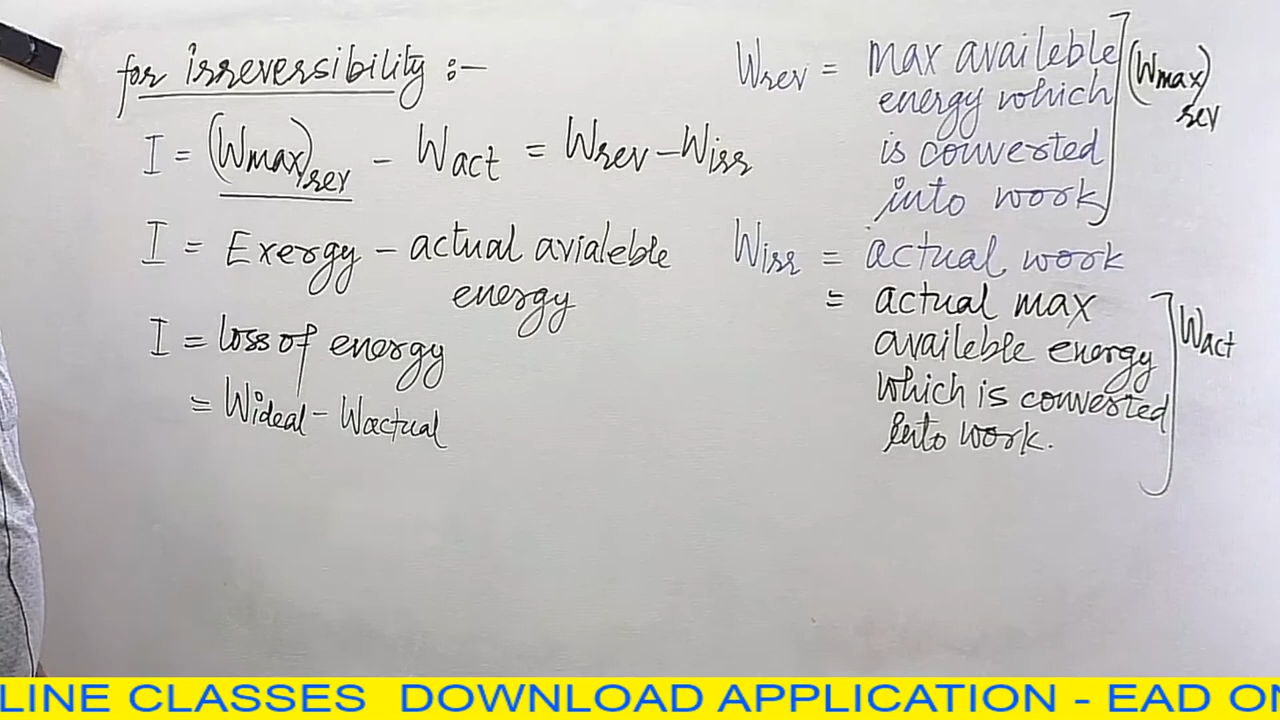 for irreversibility :-
I = (Wmax)rev - Wact = Wrev - Wirr
I = Exergy - actual avialeble
energy
I = loss of energy
= Wideal - Wactual
Wrev = max availeble
energy which
is converted
into work
(Wmax)rev
Wirr = actual work
= actual max
availeble energy
which is converted
into work.
Wact
LINE CLASSES DOWNLOAD APPLICATION - EAD ON